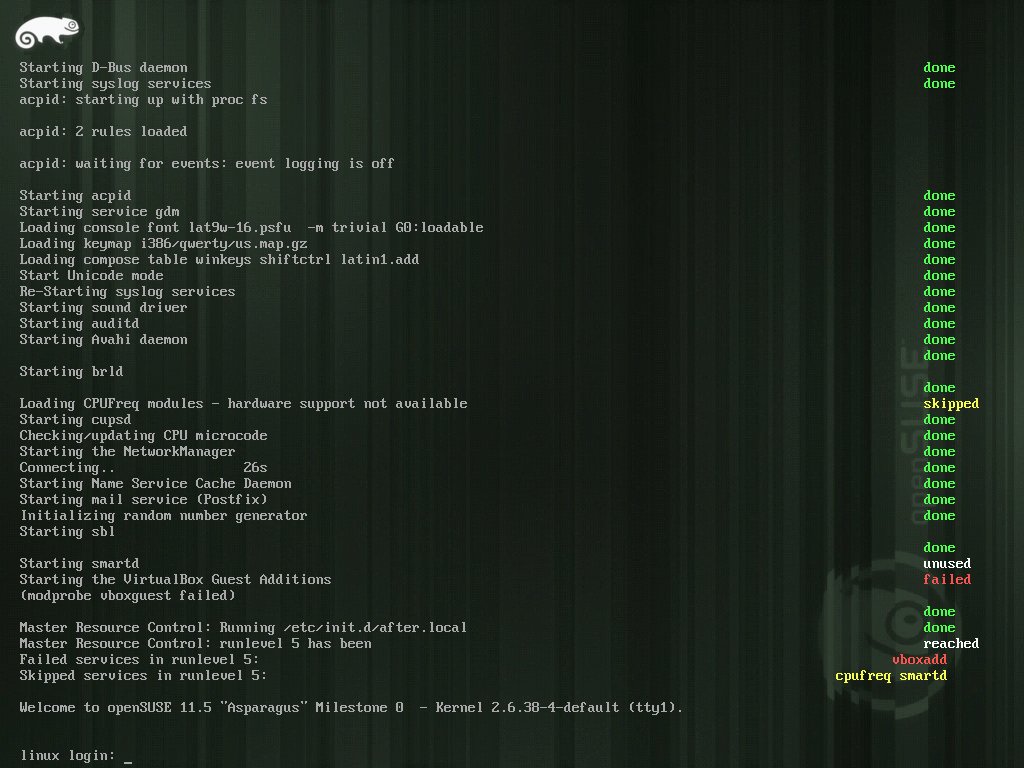 Starting D-Bus daemon done
Starting syslog services done
acpid: starting up with proc fs
acpid: 2 rules loaded
acpid: waiting for events: event logging is off
Starting acpid done
Starting service gdm done
Loading console font lat9w-16.psfu  -m trivial G0:loadable done
Loading keymap i386/qwerty/us.map.gz done
Loading compose table winkeys shiftctrl latin1.add done
Start Unicode mode done
Re-Starting syslog services done
Starting sound driver done
Starting auditd done
Starting Avahi daemon done
done
Starting brld
done
Loading CPUFreq modules - hardware support not available skipped
Starting cupsd done
Checking/updating CPU microcode done
Starting the NetworkManager done
Connecting.. 26s done
Starting Name Service Cache Daemon done
Starting mail service (Postfix) done
Initializing random number generator done
Starting sbl
done
Starting smartd unused
Starting the VirtualBox Guest Additions failed
(modprobe vboxguest failed)
done
Master Resource Control: Running /etc/init.d/after.local done
Master Resource Control: runlevel 5 has been reached
Failed services in runlevel 5: vboxadd
Skipped services in runlevel 5: cpufreq smartd
Welcome to openSUSE 11.5 "Asparagus" Milestone 0  - Kernel 2.6.38-4-default (tty1).
linux login: _
openSUSE